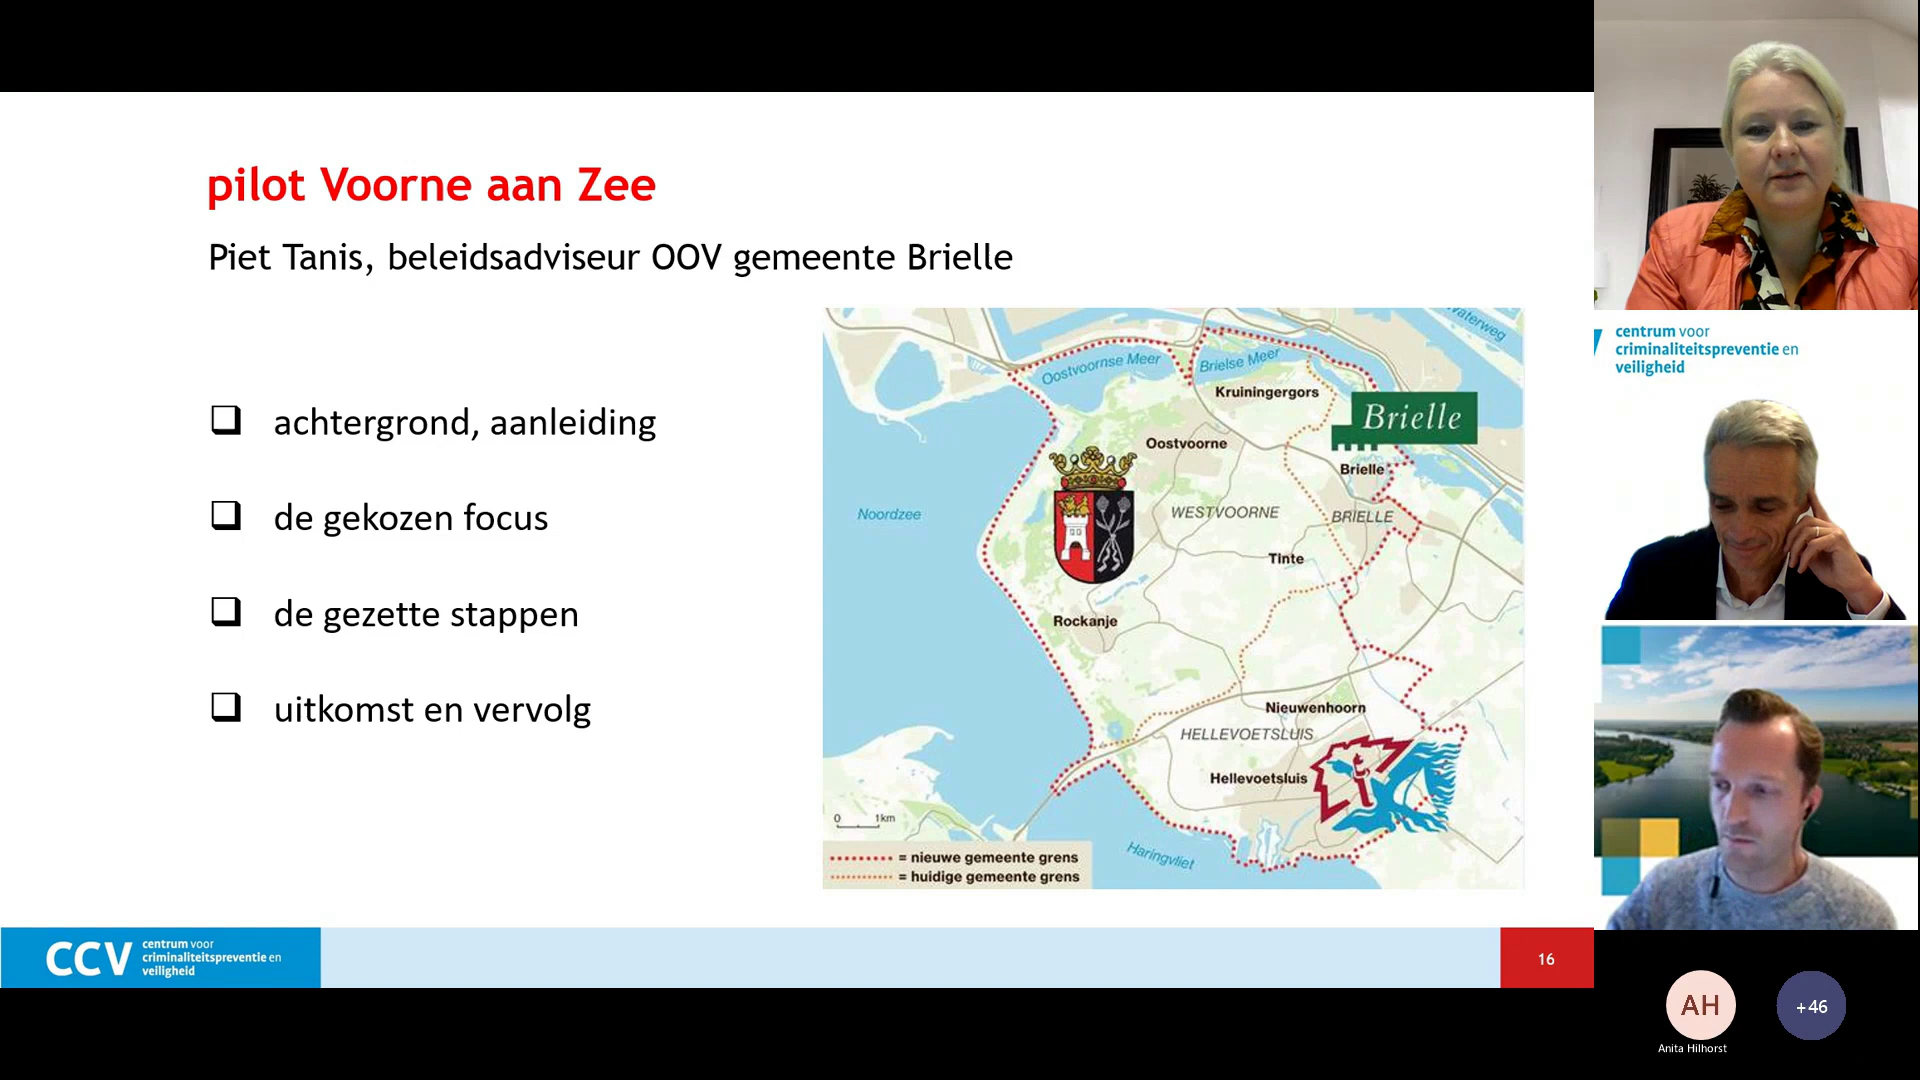 pilot Voorne aan Zee
Piet Tanis, beleidsadviseur OOV gemeente Brielle
achtergrond, aanleiding
de gekozen focus
de gezette stappen
uitkomst en vervolg
Waterweg
Oostvoornse Meer
Brielse Meer
Kruiningergors
Brielle
Oostvoorne
Brielle
Noordzee
WESTVOORNE
BRIELLE
Tinte
Rockanje
Nieuwenhoorn
HELLEVOETSLUIS
Hellevoetsluis
0 1km
Haringvliet
= nieuwe gemeente grens
= huidige gemeente grens
CCV
centrum voor
criminaliteitspreventie en
veiligheid
16
centrum voor
criminaliteitspreventie en
veiligheid
AH
+46
Anita Hilhorst